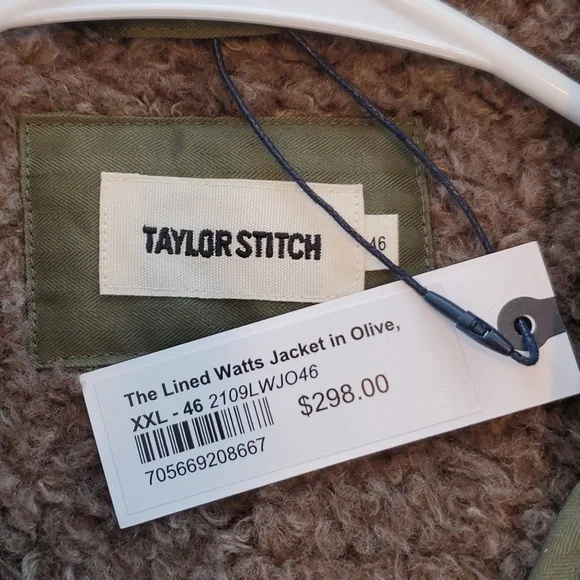 TAYLOR STITCH
46
The Lined Watts Jacket in Olive,
XXL - 46 2109LWJO46
$298.00
705669208667